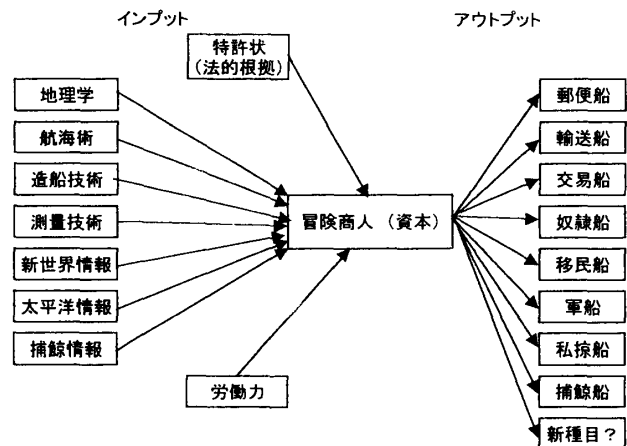 インプット
アウトプット
特許状
(法的根拠)
地理学
航海術
造船技術
測量技術
新世界情報
太平洋情報
捕鯨情報
冒険商人 (資本)
労働力
郵便船
輸送船
交易船
奴隷船
移民船
軍船
私掠船
捕鯨船
新種目?